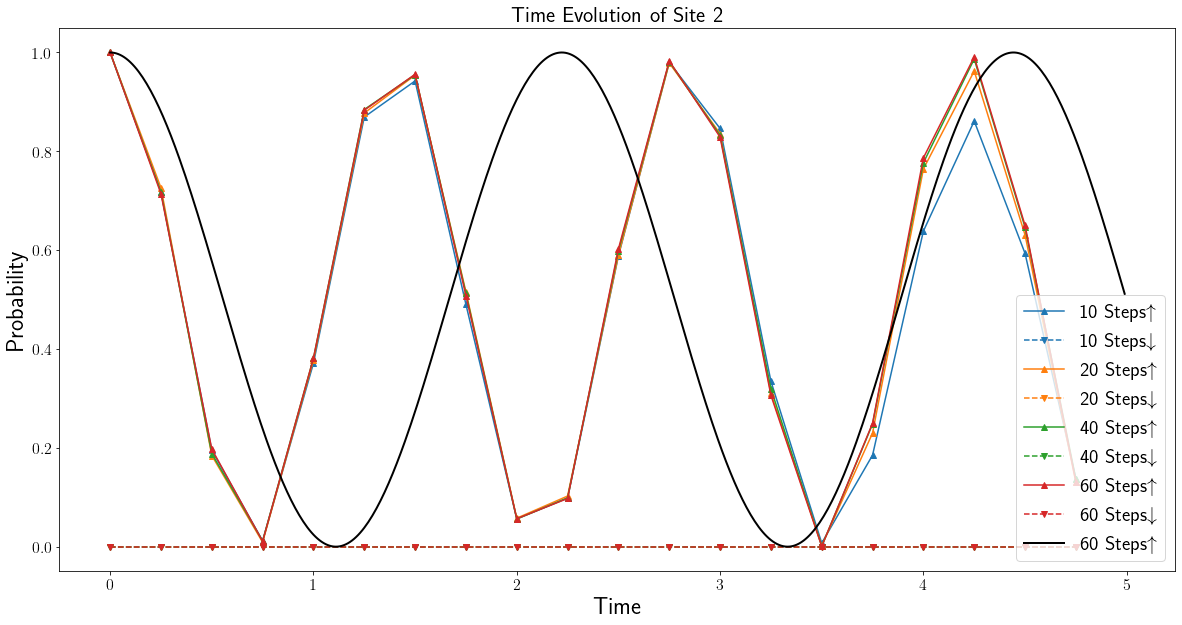 Time Evolution of Site 2
Probability
1.0
0.8
0.6
0.4
0.2
0.0
0
1
2
3
4
5
Time
10 Steps↑
10 Steps↓
20 Steps↑
20 Steps↓
40 Steps↑
40 Steps↓
60 Steps↑
60 Steps↓
60 Steps↑